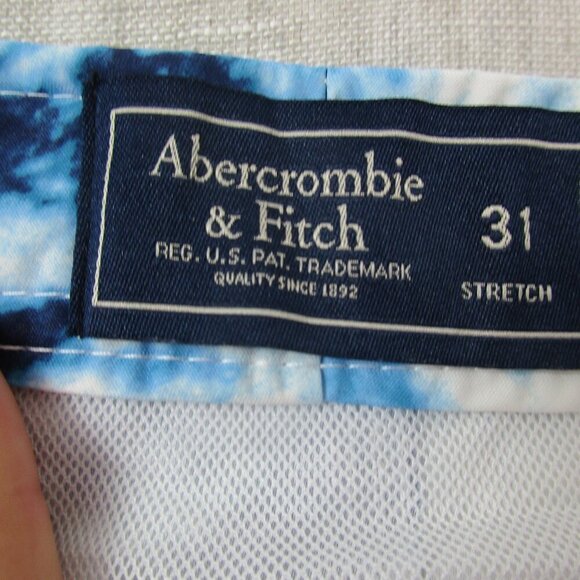 Abercrombie
& Fitch
REG. U.S. PAT. TRADEMARK
QUALITY SINCE 1892
31
STRETCH